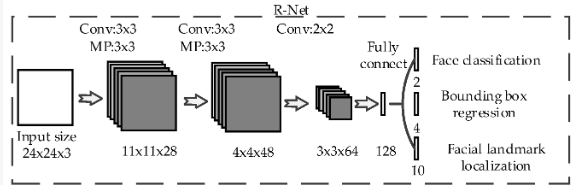 R-Net
Conv:3x3
MP:3x3
Conv:3x3
MP:3x3
Conv:2x2
Fully
connect
Face classification
2
Bounding box
regression
4
Facial landmark
localization
10
Input size
24x24x3
11x11x28
4x4x48
3x3x64
128